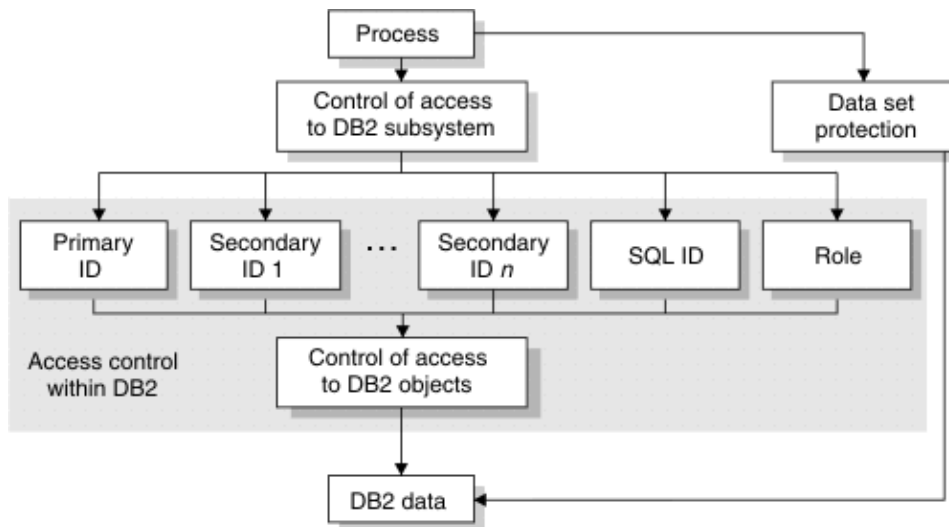 Process
Control of access
to DB2 subsystem
Data set
protection
Primary
ID
Secondary
ID 1
...
Secondary
ID n
SQL ID
Role
Access control
within DB2
Control of access
to DB2 objects
DB2 data